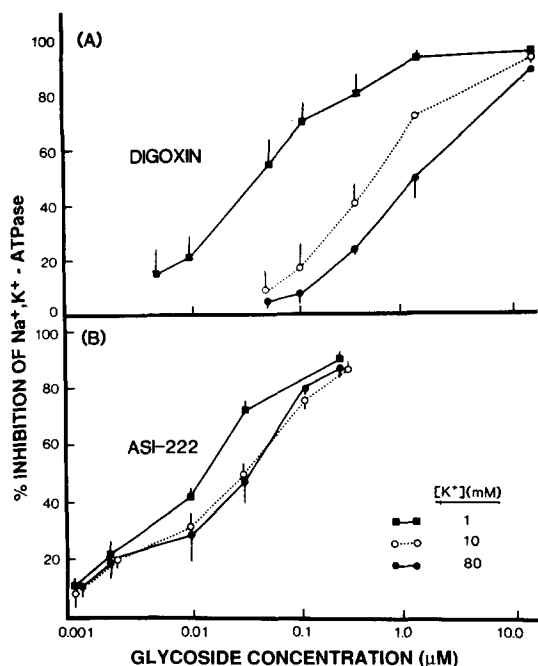 (A)
100
80
60
40
20
0
DIGOXIN
% INHIBITION OF Na⁺,K⁺ - ATPase
(B)
100
80
60
40
20
ASI-222
[K⁺](mM)
1
10
80
0.001
0.01
0.1
1.0
10
GLYCOSIDE CONCENTRATION (μM)